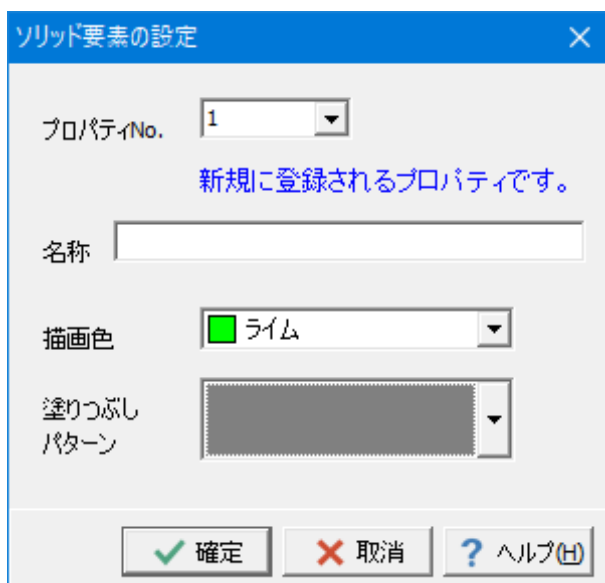 ソリッド要素の設定
プロパティNo. 1
新規に登録されるプロパティです。
名称
描画色 ライム
塗りつぶし
パターン
確定 取消 ? ヘルプ(H)